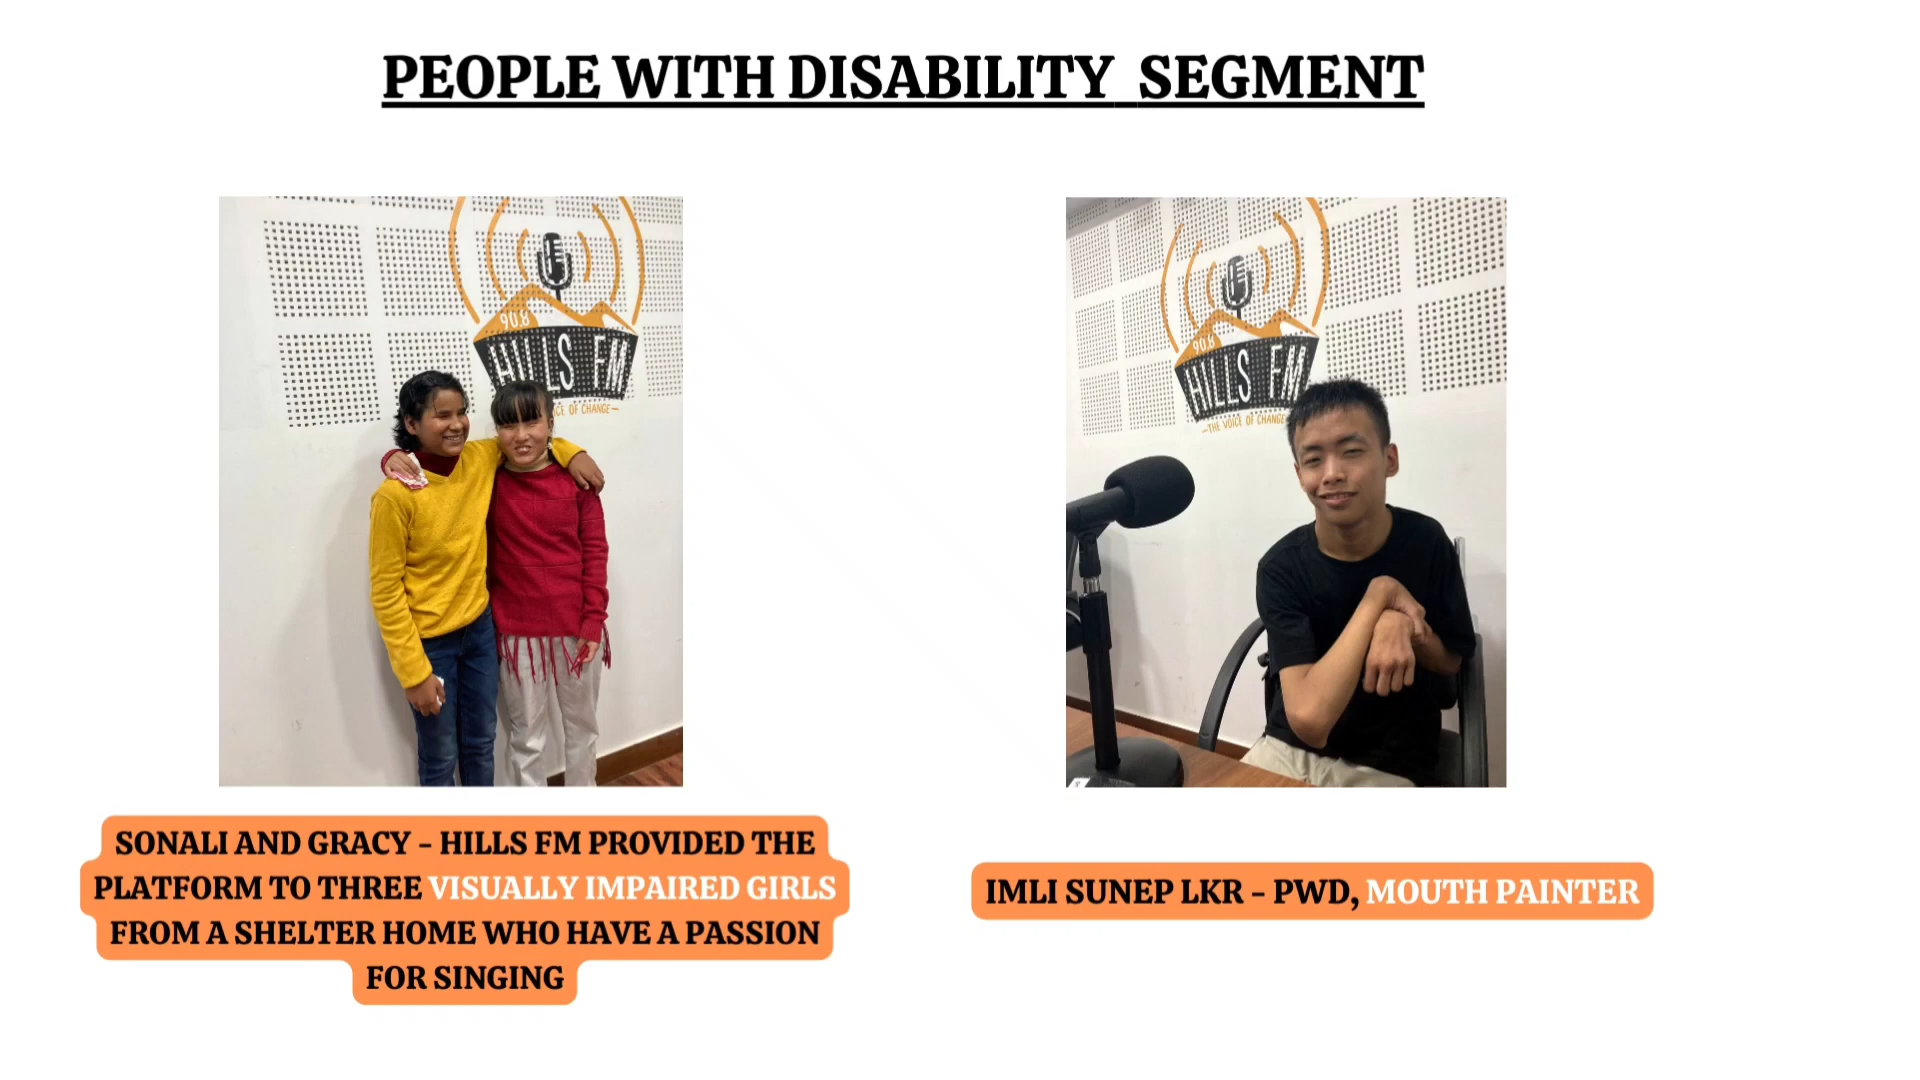 PEOPLE WITH DISABILITY SEGMENT
90.8
HILLS FM
ICE OF CHANGE–
90.8
HILLS FM
–THE VOICE OF CHANGE
SONALI AND GRACY – HILLS FM PROVIDED THE
PLATFORM TO THREE VISUALLY IMPAIRED GIRLS
FROM A SHELTER HOME WHO HAVE A PASSION
FOR SINGING
IMLI SUNEP LKR – PWD, MOUTH PAINTER